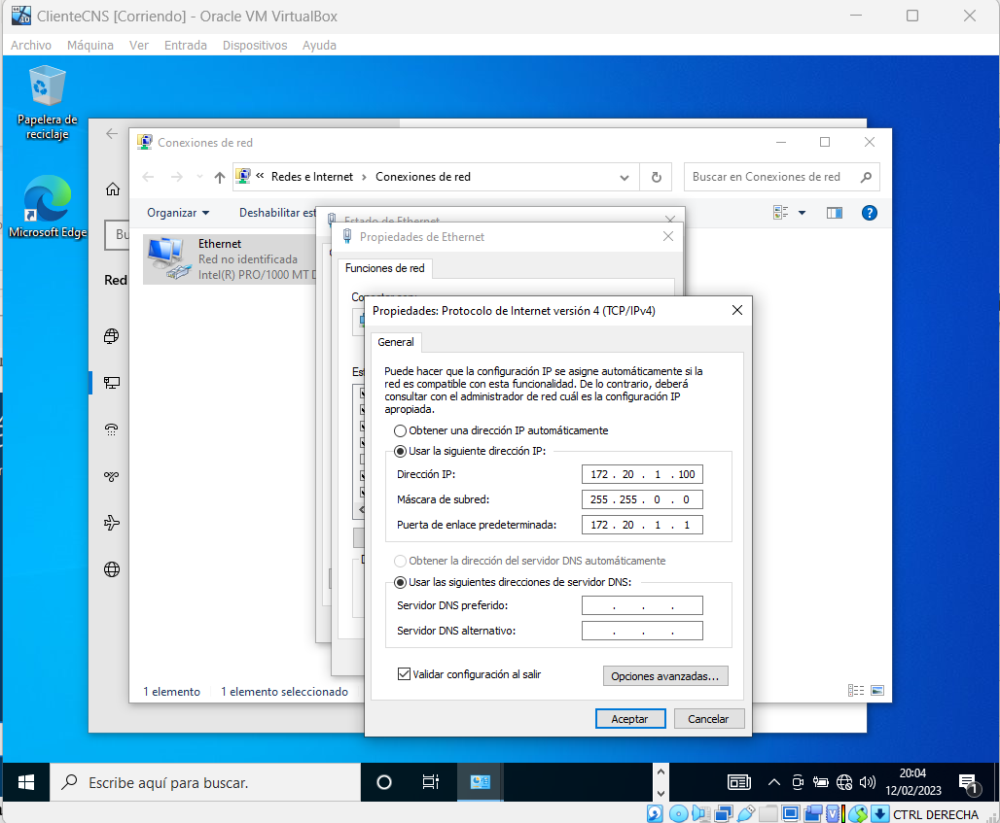 ClienteCNS [Corriendo] - Oracle VM VirtualBox
Archivo Máquina Ver Entrada Dispositivos Ayuda
Papelera de
reciclaje
Microsoft Edge
Bu
Red
Conexiones de red
« Redes e Internet › Conexiones de red
Buscar en Conexiones de red
Organizar Deshabilitar est
Ethernet
Red no identificada
Intel(R) PRO/1000 MT D
1 elemento 1 elemento seleccionado
Estado de Ethernet
Propiedades de Ethernet
Funciones de red
Es
Propiedades: Protocolo de Internet versión 4 (TCP/IPv4)
General
Puede hacer que la configuración IP se asigne automáticamente si la
red es compatible con esta funcionalidad. De lo contrario, deberá
consultar con el administrador de red cuál es la configuración IP
apropiada.
Obtener una dirección IP automáticamente
Usar la siguiente dirección IP:
Dirección IP: 172 . 20 . 1 . 100
Máscara de subred: 255 . 255 . 0 . 0
Puerta de enlace predeterminada: 172 . 20 . 1 . 1
Obtener la dirección del servidor DNS automáticamente
Usar las siguientes direcciones de servidor DNS:
Servidor DNS preferido: . . .
Servidor DNS alternativo: . . .
Validar configuración al salir
Opciones avanzadas...
Aceptar Cancelar
Escribe aquí para buscar.
20:04
12/02/2023
1
CTRL DERECHA